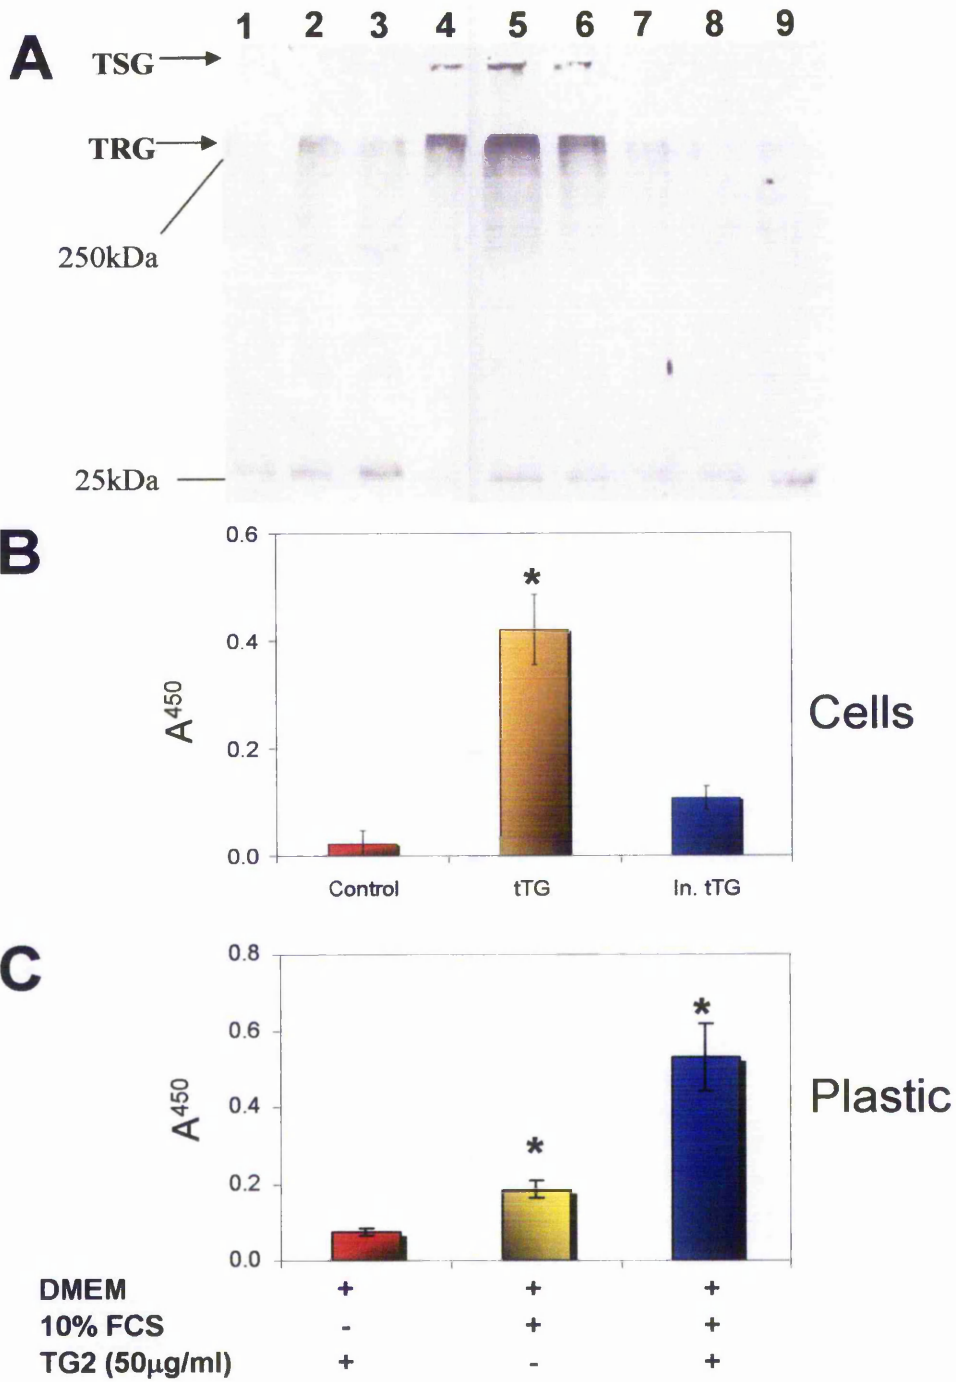 1 2 3 4 5 6 7 8 9
A
TSG
TRG
250kDa
25kDa
B
0.6
*
0.4
A450
0.2
0.0
Cells
Control tTG In. tTG
C
0.8
*
0.6
A450
0.4
*
0.2
0.0
Plastic
DMEM + + +
10% FCS - + +
TG2 (50μg/ml) + - +